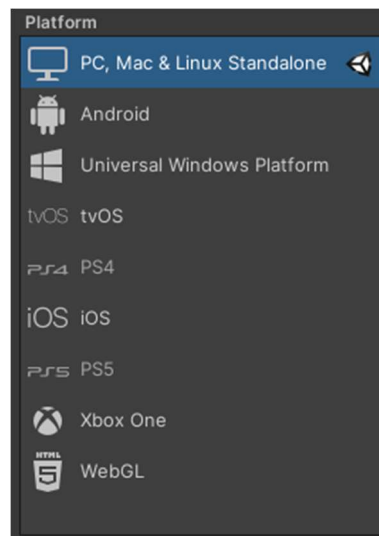 Platform
PC, Mac & Linux Standalone
Android
Universal Windows Platform
tvOS tvOS
PS4 PS4
iOS iOS
PS5 PS5
Xbox One
HTML 5 WebGL